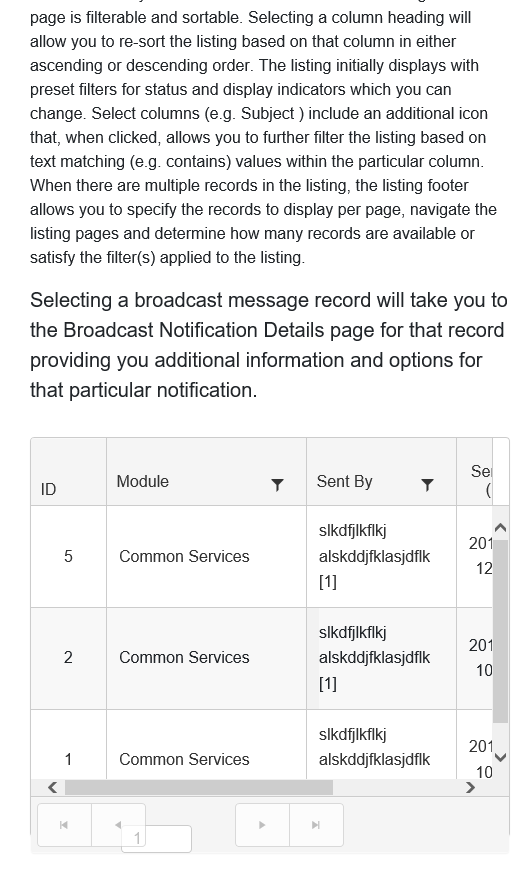 page is filterable and sortable. Selecting a column heading will
allow you to re-sort the listing based on that column in either
ascending or descending order. The listing initially displays with
preset filters for status and display indicators which you can
change. Select columns (e.g. Subject ) include an additional icon
that, when clicked, allows you to further filter the listing based on
text matching (e.g. contains) values within the particular column.
When there are multiple records in the listing, the listing footer
allows you to specify the records to display per page, navigate the
listing pages and determine how many records are available or
satisfy the filter(s) applied to the listing.
Selecting a broadcast message record will take you to
the Broadcast Notification Details page for that record
providing you additional information and options for
that particular notification.
ID Module Sent By Se
(
5 Common Services slkdfjlkflkj
alskddjfklasjdflk
[1]
201
12
2 Common Services slkdfjlkflkj
alskddjfklasjdflk
[1]
201
10
1 Common Services slkdfjlkflkj
alskddjfklasjdflk
201
10
1